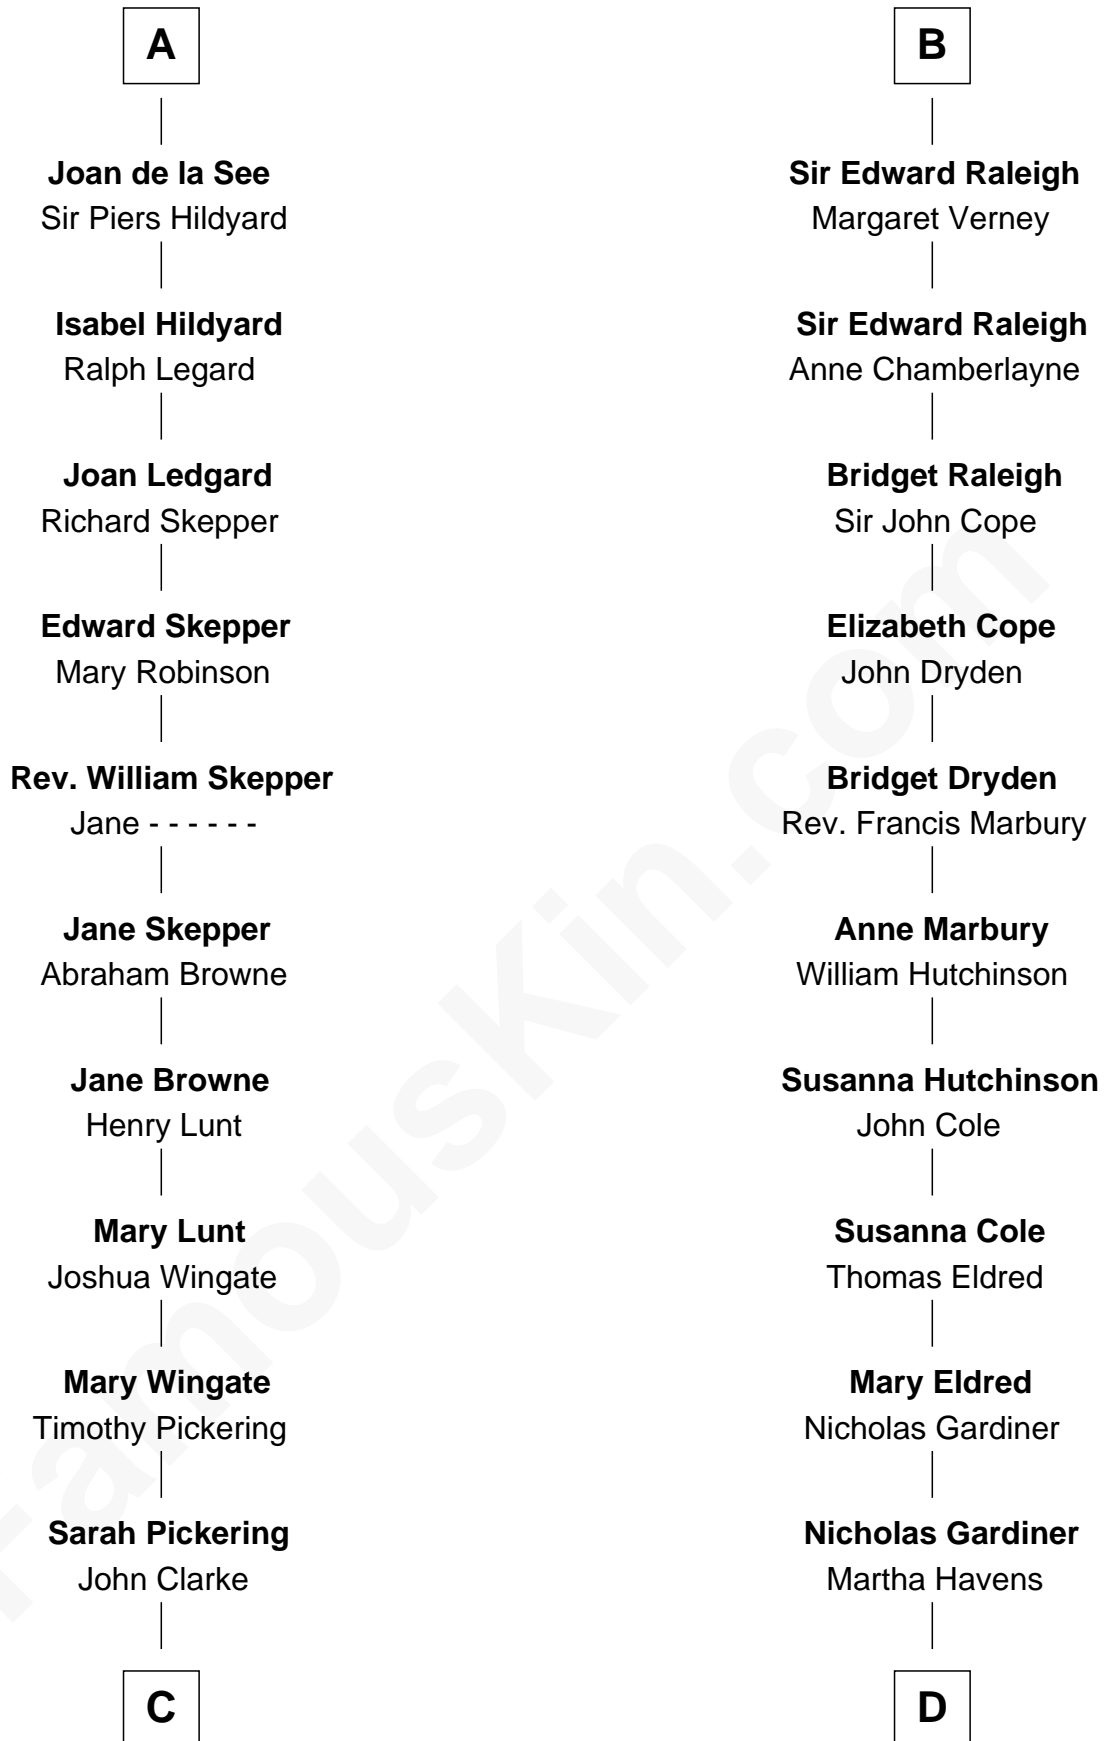 A
Joan de la See
Sir Piers Hildyard
Isabel Hildyard
Ralph Legard
Joan Ledgard
Richard Skepper
Edward Skepper
Mary Robinson
Rev. William Skepper
Jane - - - - - -
Jane Skepper
Abraham Browne
Jane Browne
Henry Lunt
Mary Lunt
Joshua Wingate
Mary Wingate
Timothy Pickering
Sarah Pickering
John Clarke
C
B
Sir Edward Raleigh
Margaret Verney
Sir Edward Raleigh
Anne Chamberlayne
Bridget Raleigh
Sir John Cope
Elizabeth Cope
John Dryden
Bridget Dryden
Rev. Francis Marbury
Anne Marbury
William Hutchinson
Susanna Hutchinson
John Cole
Susanna Cole
Thomas Eldred
Mary Eldred
Nicholas Gardiner
Nicholas Gardiner
Martha Havens
D
FamousKin.com